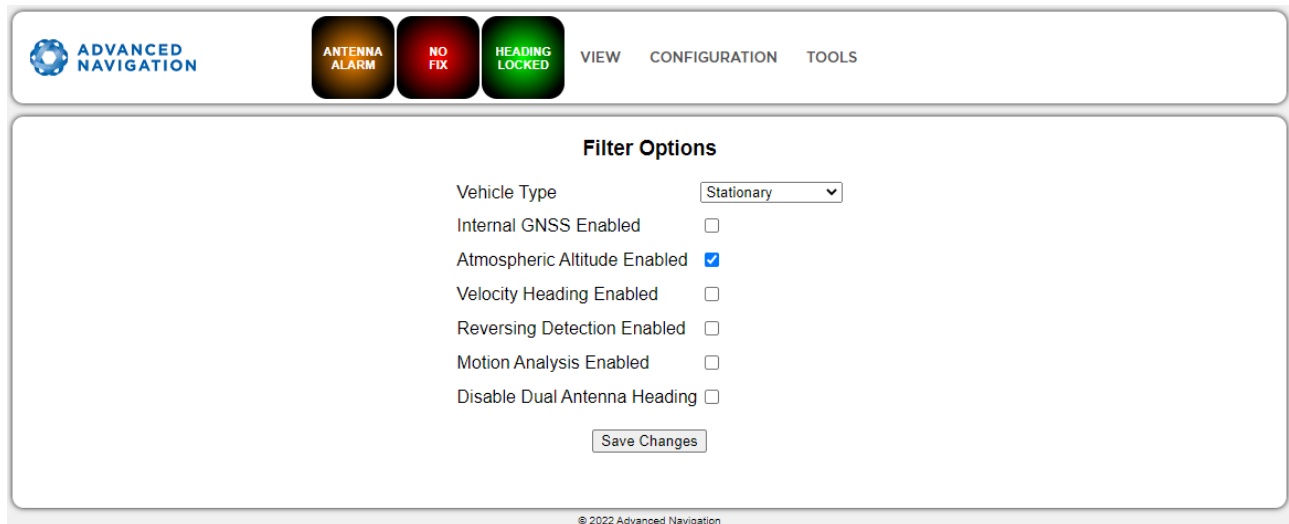 ADVANCED
NAVIGATION
ANTENNA
ALARM
NO
FIX
HEADING
LOCKED
VIEW CONFIGURATION TOOLS
Filter Options
Vehicle Type Stationary
Internal GNSS Enabled
Atmospheric Altitude Enabled
Velocity Heading Enabled
Reversing Detection Enabled
Motion Analysis Enabled
Disable Dual Antenna Heading
Save Changes
© 2022 Advanced Navigation